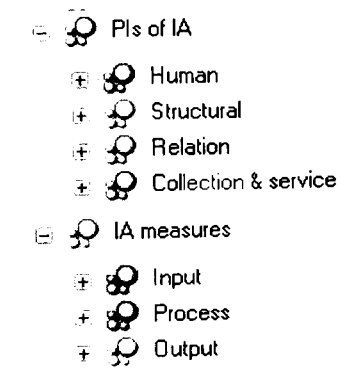 PIs of IA
Human
Structural
Relation
Collection & service
IA measures
Input
Process
Output